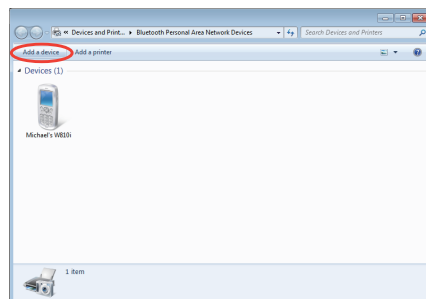 « Devices and Print... ▸ Bluetooth Personal Area Network Devices
Search Devices and Printers
Add a device
Add a printer
Devices (1)
Michael's W810i
1 item